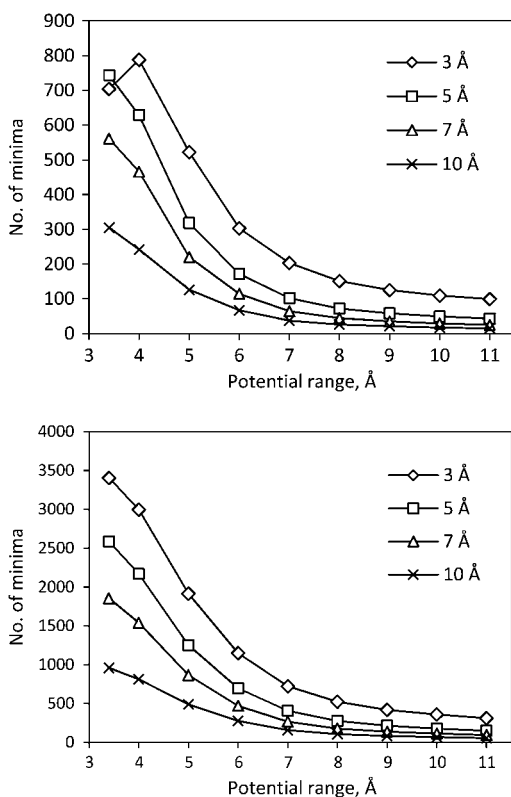 No. of minima
900
800
700
600
500
400
300
200
100
0
3 Å
5 Å
7 Å
10 Å
3 4 5 6 7 8 9 10 11
Potential range, Å
No. of minima
4000
3500
3000
2500
2000
1500
1000
500
0
3 Å
5 Å
7 Å
10 Å
3 4 5 6 7 8 9 10 11
Potential range, Å